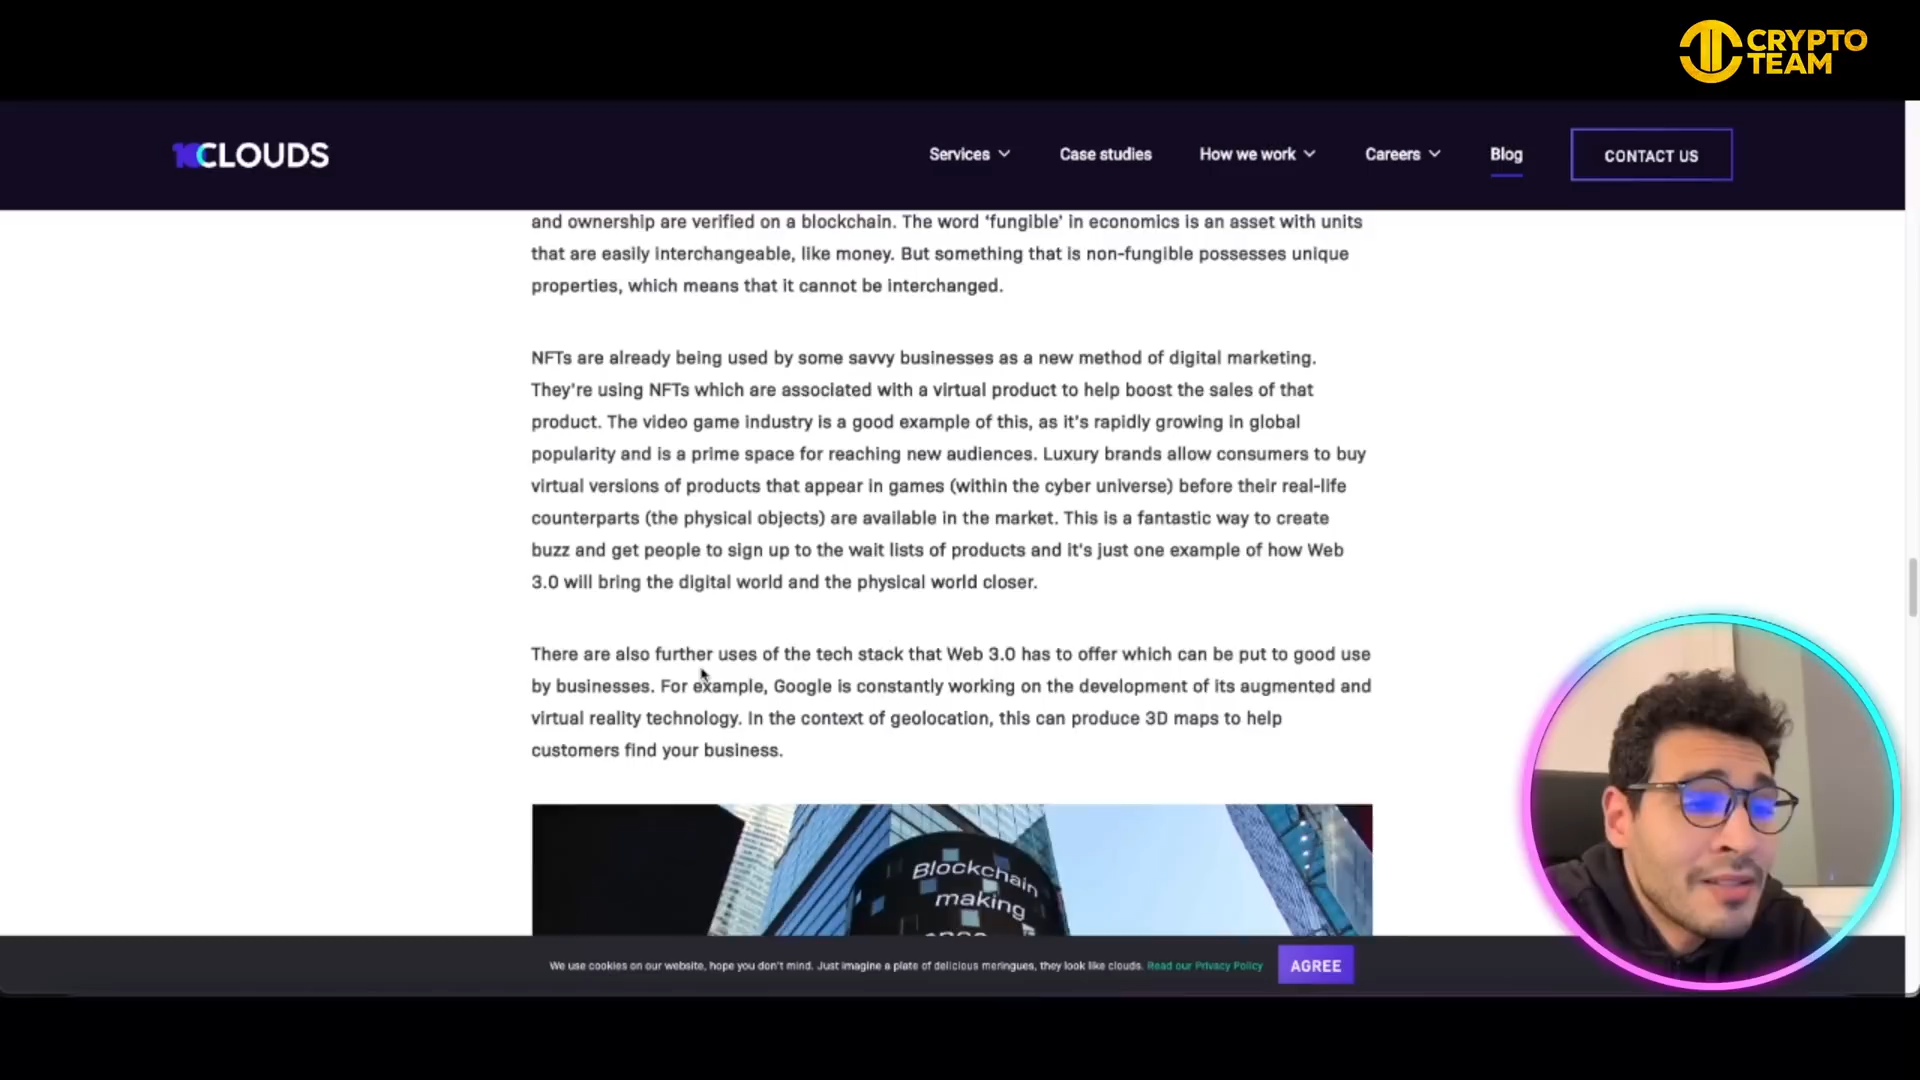 CRYPTO
TEAM
10CLOUDS
Services
Case studies
How we work
Careers
Blog
CONTACT US
and ownership are verified on a blockchain. The word ‘fungible’ in economics is an asset with units
that are easily interchangeable, like money. But something that is non-fungible possesses unique
properties, which means that it cannot be interchanged.
NFTs are already being used by some savvy businesses as a new method of digital marketing.
They’re using NFTs which are associated with a virtual product to help boost the sales of that
product. The video game industry is a good example of this, as it’s rapidly growing in global
popularity and is a prime space for reaching new audiences. Luxury brands allow consumers to buy
virtual versions of products that appear in games (within the cyber universe) before their real-life
counterparts (the physical objects) are available in the market. This is a fantastic way to create
buzz and get people to sign up to the wait lists of products and it’s just one example of how Web
3.0 will bring the digital world and the physical world closer.
There are also further uses of the tech stack that Web 3.0 has to offer which can be put to good use
by businesses. For example, Google is constantly working on the development of its augmented and
virtual reality technology. In the context of geolocation, this can produce 3D maps to help
customers find your business.
Blockchain
making
We use cookies on our website, hope you don't mind. Just imagine a plate of delicious meringues, they look like clouds. Read our Privacy Policy
AGREE